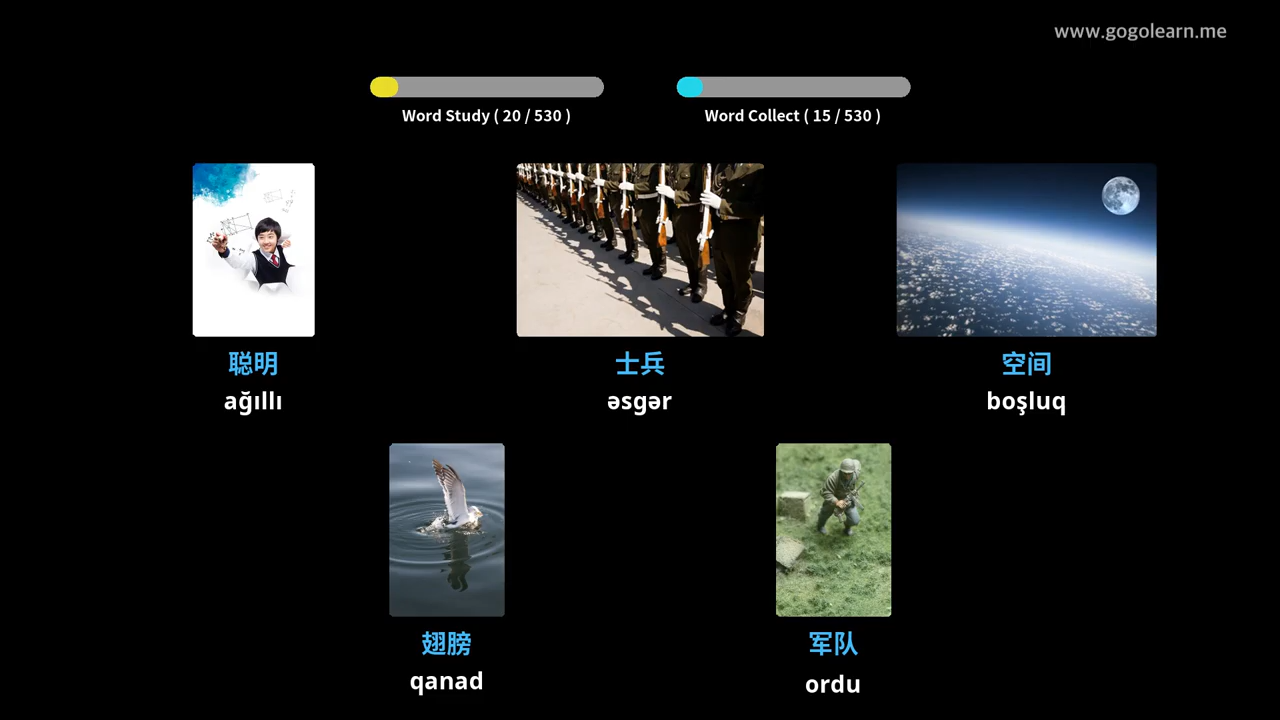 www.gogolearn.me
Word Study ( 20 / 530 )
Word Collect ( 15 / 530 )
聪明
ağıllı
士兵
əsgər
空间
boşluq
翅膀
qanad
军队
ordu